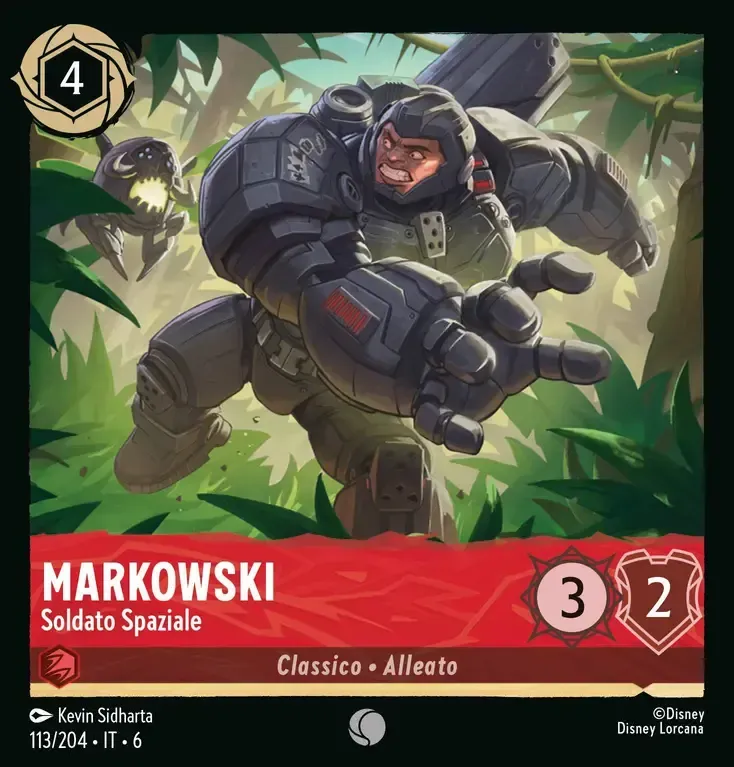 4
MARKOWSKI
Soldato Spaziale
3
2
Classico • Alleato
Kevin Sidharta
113/204 • IT • 6
©Disney
Disney Lorcana